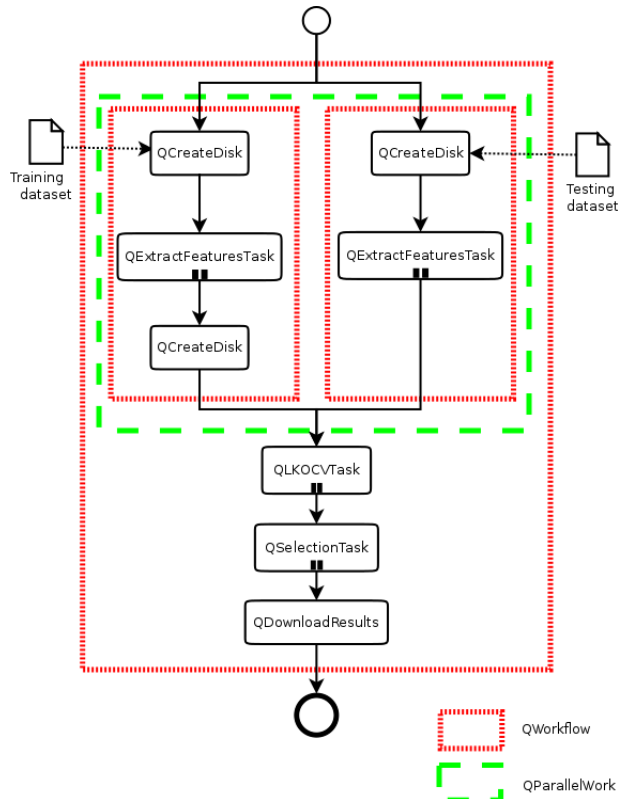 QCreateDisk
QCreateDisk
Training
dataset
Testing
dataset
QExtractFeaturesTask
QExtractFeaturesTask
QCreateDisk
QLKOCVTask
QSelectionTask
QDownloadResults
QWorkflow
QParallelWork